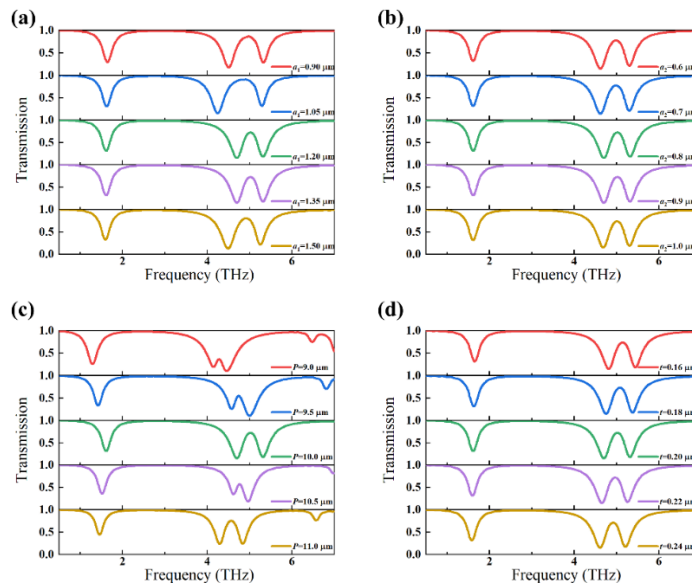 (a)
1.0
0.5
a1=0.90 μm
1.0
0.5
a1=1.05 μm
1.0
0.5
a1=1.20 μm
1.0
0.5
a1=1.35 μm
1.0
0.5
a1=1.50 μm
0.0
2 4 6
Transmission
Frequency (THz)
(b)
1.0
0.5
a2=0.6 μm
1.0
0.5
a2=0.7 μm
1.0
0.5
a2=0.8 μm
1.0
0.5
a2=0.9 μm
1.0
0.5
a2=1.0 μm
0.0
2 4 6
Transmission
Frequency (THz)
(c)
1.0
0.5
P=9.0 μm
1.0
0.5
P=9.5 μm
1.0
0.5
P=10.0 μm
1.0
0.5
P=10.5 μm
1.0
0.5
P=11.0 μm
0.0
2 4 6
Transmission
Frequency (THz)
(d)
1.0
0.5
t=0.16 μm
1.0
0.5
t=0.18 μm
1.0
0.5
t=0.20 μm
1.0
0.5
t=0.22 μm
1.0
0.5
t=0.24 μm
0.0
2 4 6
Transmission
Frequency (THz)